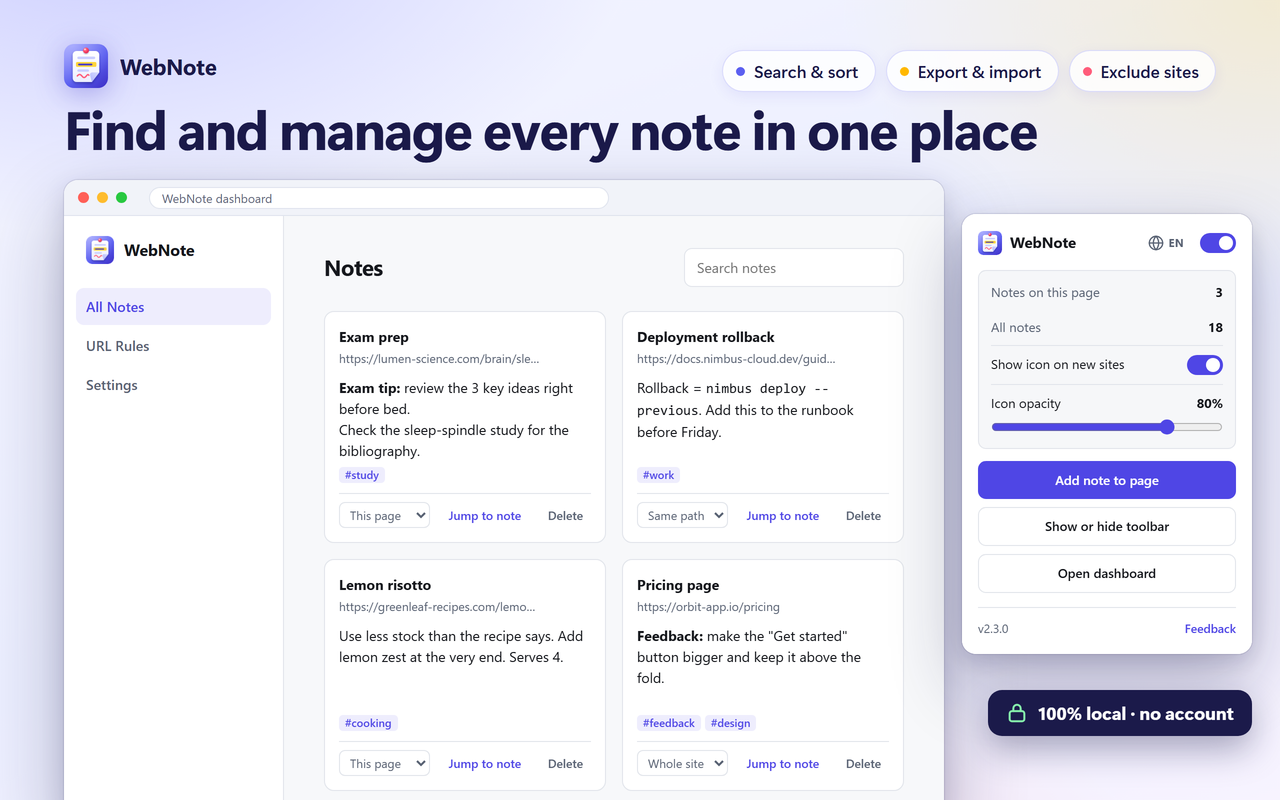 WebNote
Search & sort
Export & import
Exclude sites
Find and manage every note in one place
WebNote dashboard
WebNote
All Notes
URL Rules
Settings
Notes
Search notes
Exam prep
https://lumen-science.com/brain/sle...
Exam tip: review the 3 key ideas right
before bed.
Check the sleep-spindle study for the
bibliography.
#study
This page
Jump to note
Delete
Deployment rollback
https://docs.nimbus-cloud.dev/guid...
Rollback = nimbus deploy --
previous. Add this to the runbook
before Friday.
#work
Same path
Jump to note
Delete
Lemon risotto
https://greenleaf-recipes.com/lemo...
Use less stock than the recipe says. Add
lemon zest at the very end. Serves 4.
#cooking
This page
Jump to note
Delete
Pricing page
https://orbit-app.io/pricing
Feedback: make the "Get started"
button bigger and keep it above the
fold.
#feedback #design
Whole site
Jump to note
Delete
WebNote
EN
Notes on this page 3
All notes 18
Show icon on new sites
Icon opacity 80%
Add note to page
Show or hide toolbar
Open dashboard
v2.3.0
Feedback
100% local · no account